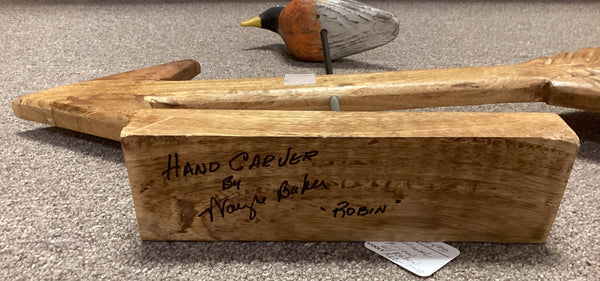 HAND CARVER
By
Wayne Baker
"ROBIN"